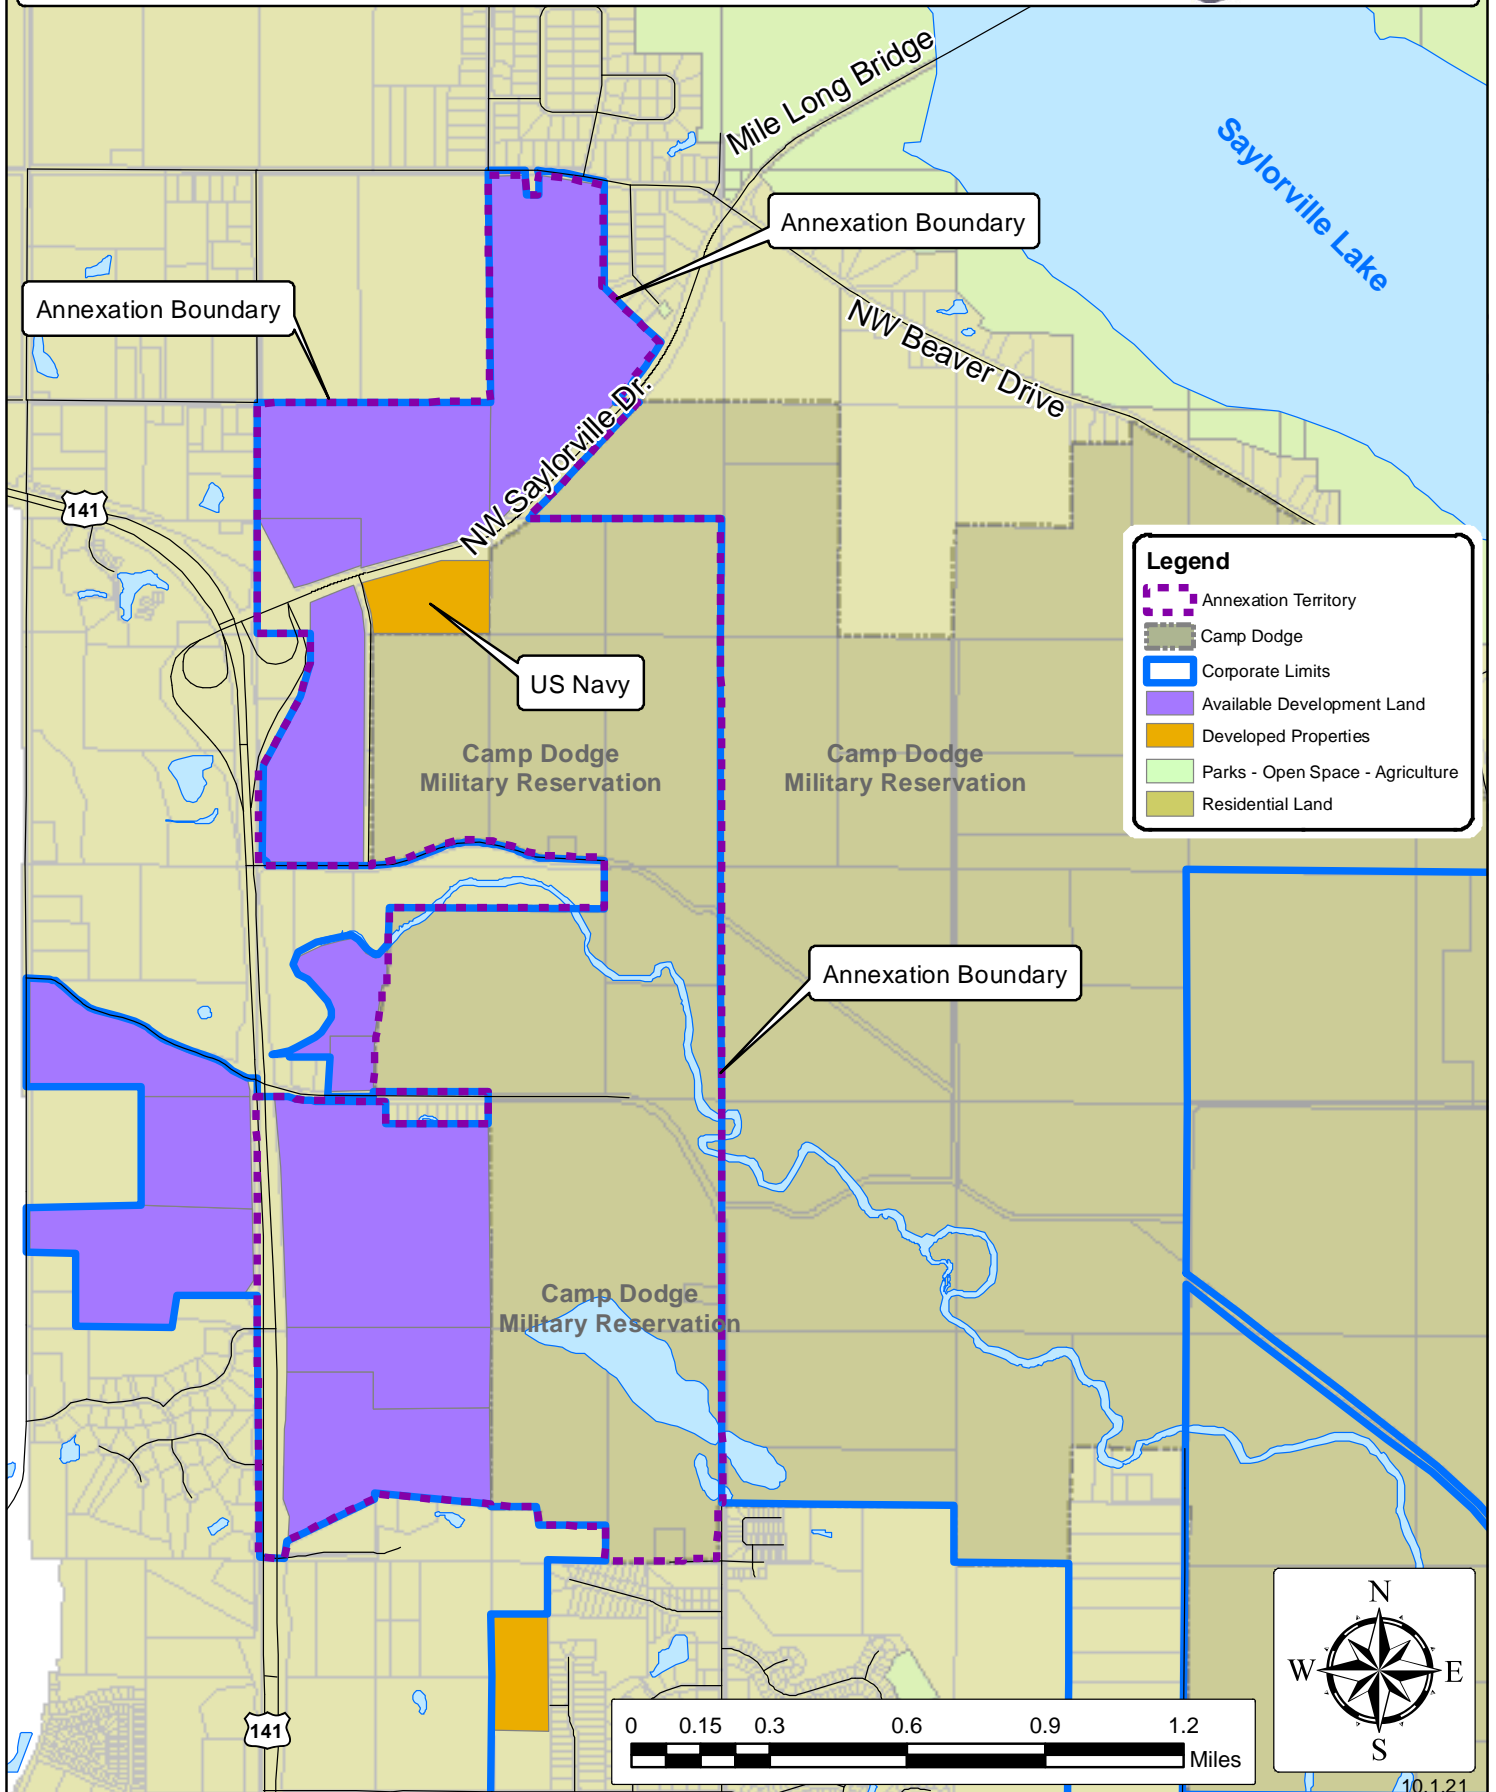 Mile Long Bridge
Saylorville Lake
Annexation Boundary
Annexation Boundary
NW Beaver Drive
NW Saylorville Dr.
141
US Navy
Legend
Annexation Territory
Camp Dodge
Corporate Limits
Available Development Land
Developed Properties
Parks - Open Space - Agriculture
Residential Land
Camp Dodge
Military Reservation
Camp Dodge
Military Reservation
Annexation Boundary
Camp Dodge
Military Reservation
141
0 0.15 0.3 0.6 0.9 1.2
Miles
N
W E
S
10.1.21